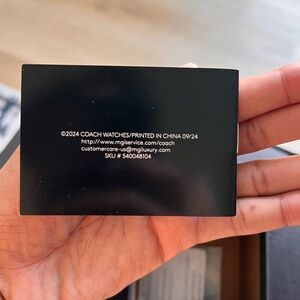 ©2024 COACH WATCHES/PRINTED IN CHINA 09/24
http://www.mgiservice.com/coach
customercare-us@mgiluxury.com
SKU # 540048104